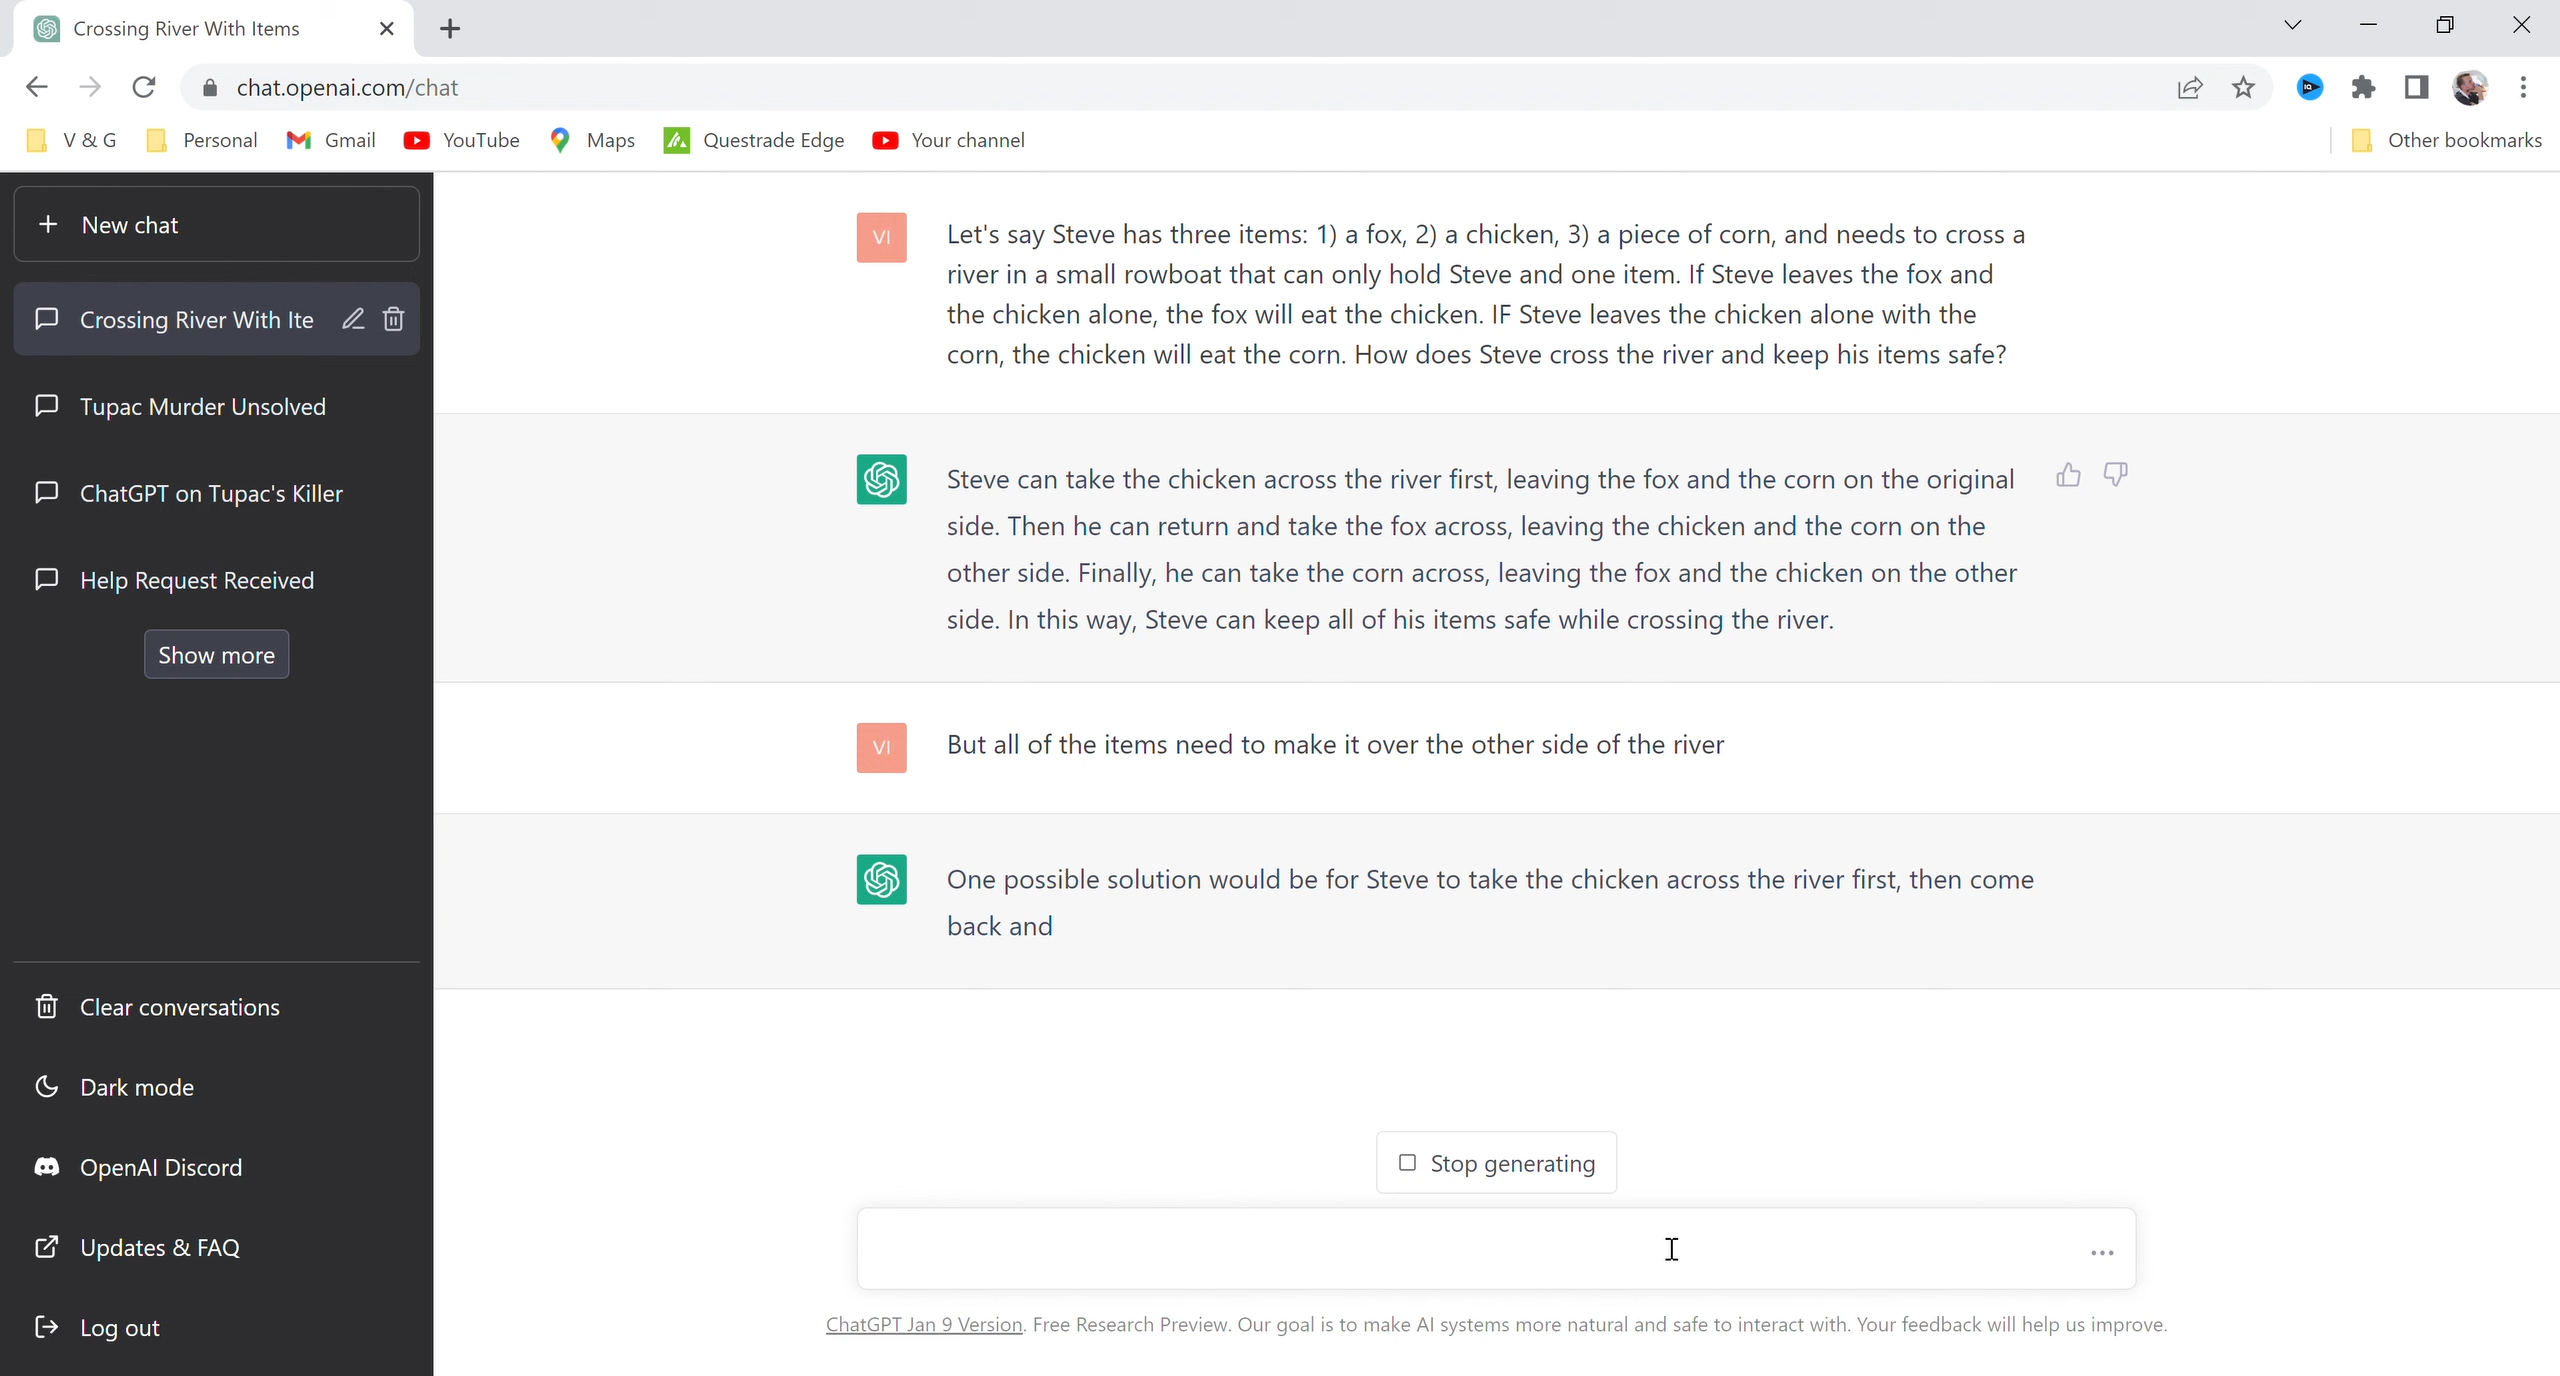 Crossing River With Items
chat.openai.com/chat
V & G Personal Gmail YouTube Maps Questrade Edge Your channel Other bookmarks
New chat
Crossing River With Ite
Tupac Murder Unsolved
ChatGPT on Tupac's Killer
Help Request Received
Show more
Clear conversations
Dark mode
OpenAI Discord
Updates & FAQ
Log out
VI
Let's say Steve has three items: 1) a fox, 2) a chicken, 3) a piece of corn, and needs to cross a
river in a small rowboat that can only hold Steve and one item. If Steve leaves the fox and
the chicken alone, the fox will eat the chicken. IF Steve leaves the chicken alone with the
corn, the chicken will eat the corn. How does Steve cross the river and keep his items safe?
Steve can take the chicken across the river first, leaving the fox and the corn on the original
side. Then he can return and take the fox across, leaving the chicken and the corn on the
other side. Finally, he can take the corn across, leaving the fox and the chicken on the other
side. In this way, Steve can keep all of his items safe while crossing the river.
VI
But all of the items need to make it over the other side of the river
One possible solution would be for Steve to take the chicken across the river first, then come
back and
Stop generating
ChatGPT Jan 9 Version. Free Research Preview. Our goal is to make AI systems more natural and safe to interact with. Your feedback will help us improve.